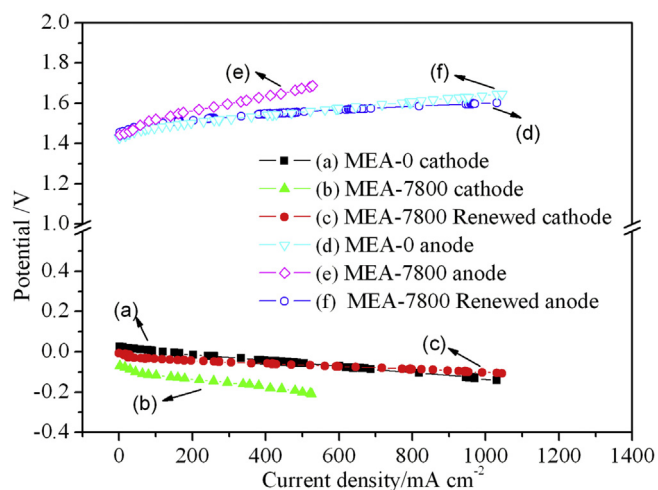 2.0
1.8
1.6
1.4
1.2
1.0
0.4
0.2
0.0
-0.2
-0.4
Potential /V
(e)
(f)
(d)
(a) MEA-0 cathode
(b) MEA-7800 cathode
(c) MEA-7800 Renewed cathode
(d) MEA-0 anode
(e) MEA-7800 anode
(f) MEA-7800 Renewed anode
(a)
(c)
(b)
0 200 400 600 800 1000 1200 1400
Current density/mA cm⁻²